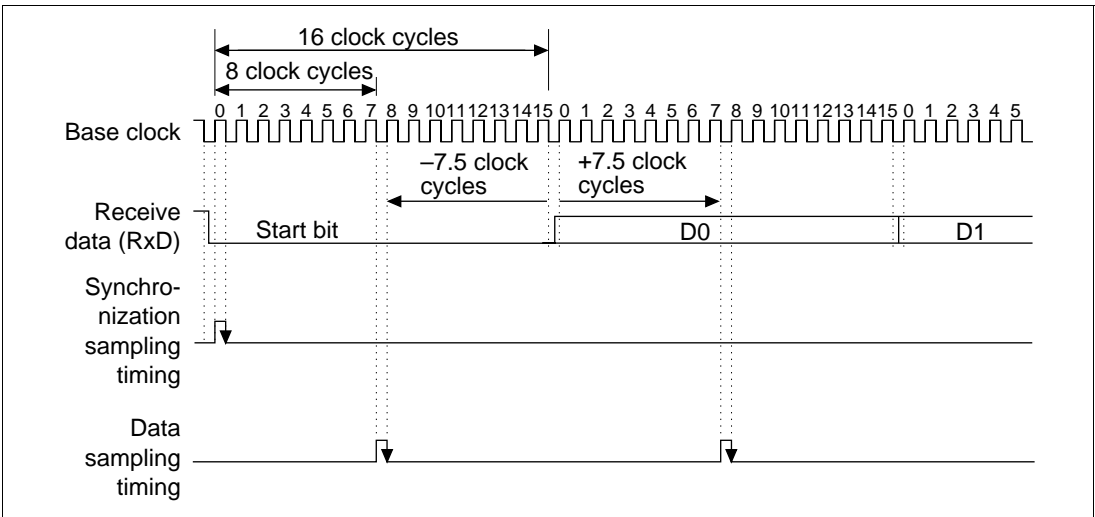 16 clock cycles
8 clock cycles
0 1 2 3 4 5 6 7 8 9 10 11 12 13 14 15 0 1 2 3 4 5 6 7 8 9 10 11 12 13 14 15 0 1 2 3 4 5
Base clock
–7.5 clock
cycles
+7.5 clock
cycles
Receive
data (RxD)
Start bit
D0
D1
Synchro-
nization
sampling
timing
Data
sampling
timing